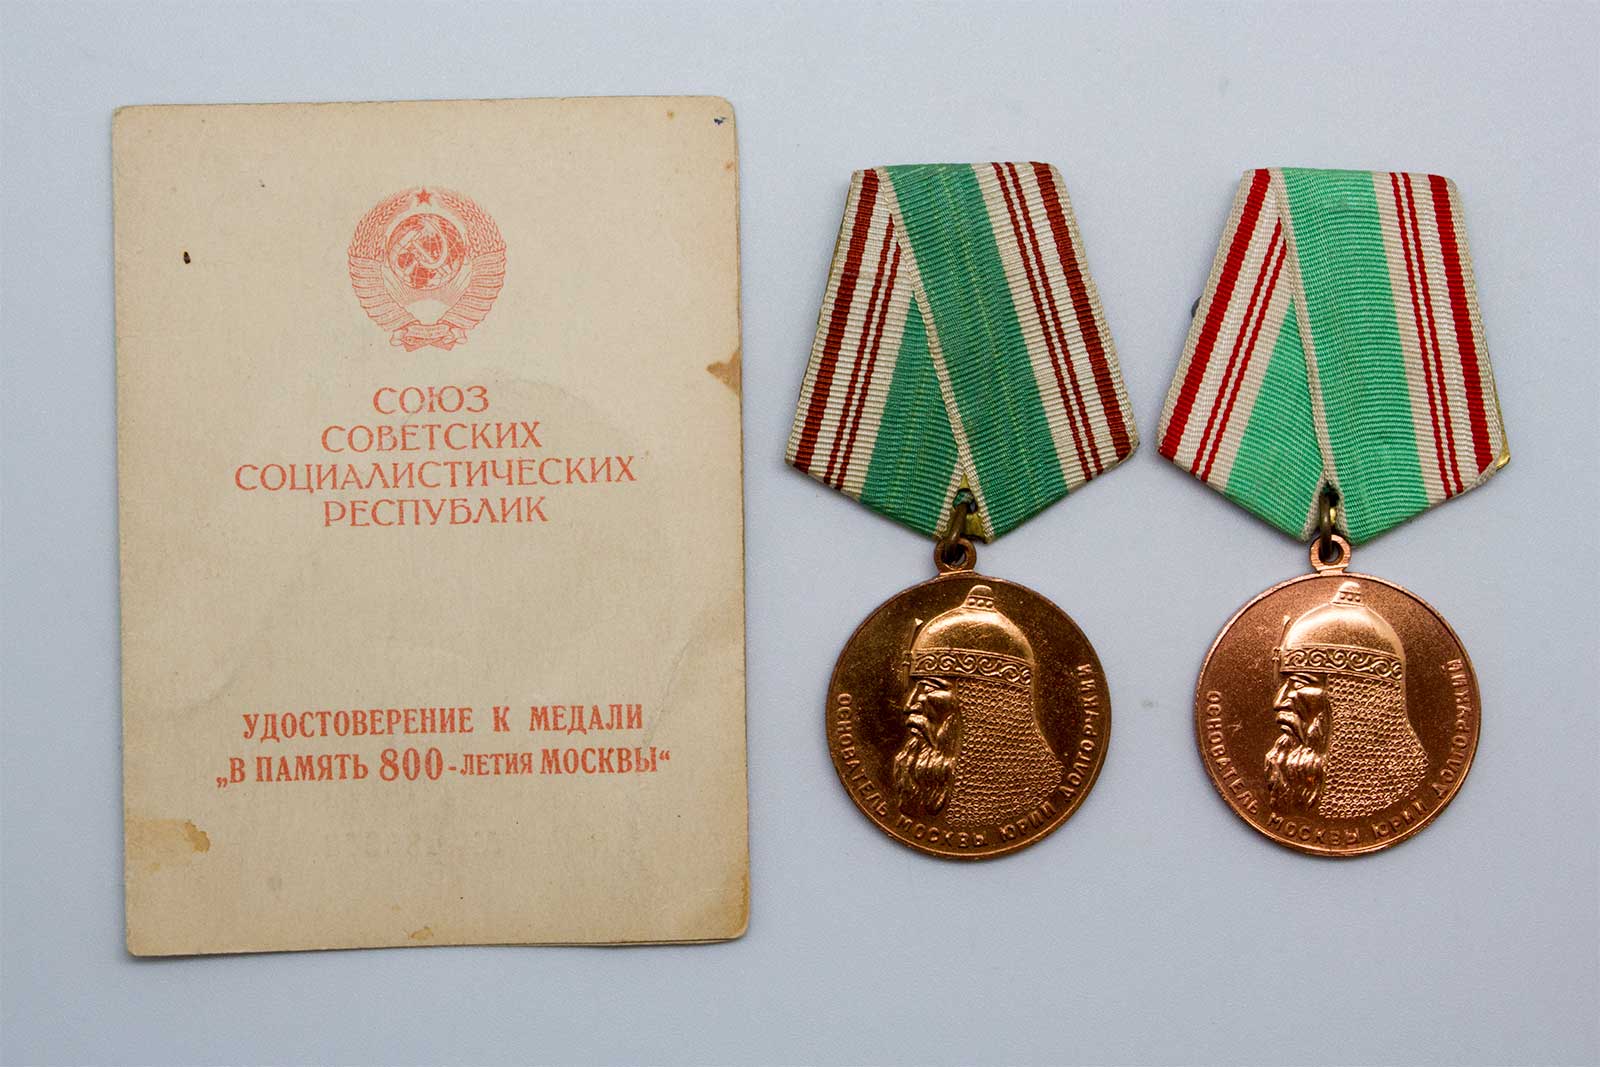 СОЮЗ
СОВЕТСКИХ
СОЦИАЛИСТИЧЕСКИХ
РЕСПУБЛИК
УДОСТОВЕРЕНИЕ К МЕДАЛИ
„В ПАМЯТЬ 800-ЛЕТИЯ МОСКВЫ“
ОСНОВАТЕЛЬ МОСКВЫ ЮРИЙ ДОЛГОРУКИЙ
ОСНОВАТЕЛЬ МОСКВЫ ЮРИЙ ДОЛГОРУКИЙ